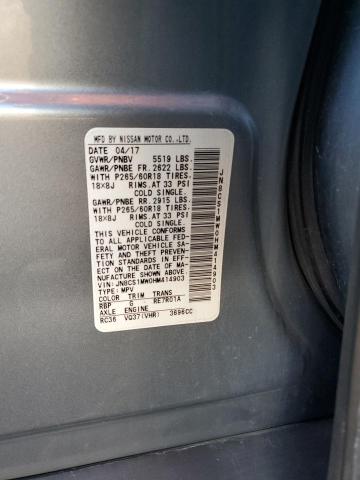 MFD BY NISSAN MOTOR CO.,LTD.
DATE 04/17
GVWR/PNBV 5519 LBS.
GAWR/PNBE FR. 2622 LBS.
WITH P265/60R18 TIRES.
18X8J RIMS.AT 33 PSI
COLD SINGLE.
GAWR/PNBE RR. 2915 LBS.
WITH P265/60R18 TIRES.
18X8J RIMS.AT 33 PSI
COLD SINGLE.
THIS VEHICLE CONFORMS
TO ALL APPLICABLE FED-
ERAL MOTOR VEHICLE SA-
FETY AND THEFT PREVENTION
STANDARDS IN EFF-
ECT ON THE DATE OF MA-
NUFACTURE SHOWN ABOVE.
VIN:JN8CS1MW0HM414903
TYPE:MPV
COLOR TRIM TRANS
RBP G RE7R01A
AXLE ENGINE
RC36 VQ37(VHR) 3696CC
JN8CS1MW0HM414903